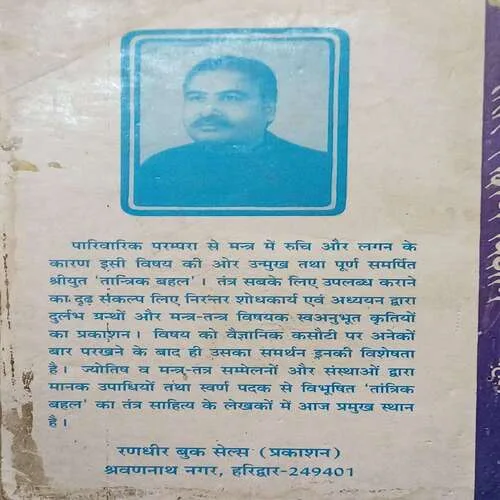 पारिवारिक परम्परा से मन्त्र में रुचि और लगन के
कारण इसी विषय की ओर उन्मुख तथा पूर्ण समर्पित
श्रीयुत 'तान्त्रिक बहल'। तंत्र सबके लिए उपलब्ध कराने
का दृढ़ संकल्प लिए निरन्तर शोधकार्य एवं अध्ययन द्वारा
दुर्लभ ग्रन्थों और मन्त्र-तन्त्र विषयक स्वअनुभूत कृतियों
का प्रकाशन। विषय को वैज्ञानिक कसौटी पर अनेकों
बार परखने के बाद ही उसका समर्थन इनकी विशेषता
है। ज्योतिष व मन्त्र-तंत्र सम्मेलनों और संस्थाओं द्वारा
मानक उपाधियों तथा स्वर्ण पदक से विभूषित 'तांत्रिक
बहल' का तंत्र साहित्य के लेखकों में आज प्रमुख स्थान
है।
रणधीर बुक सेल्स (प्रकाशन)
श्रवणनाथ नगर, हरिद्वार-249401